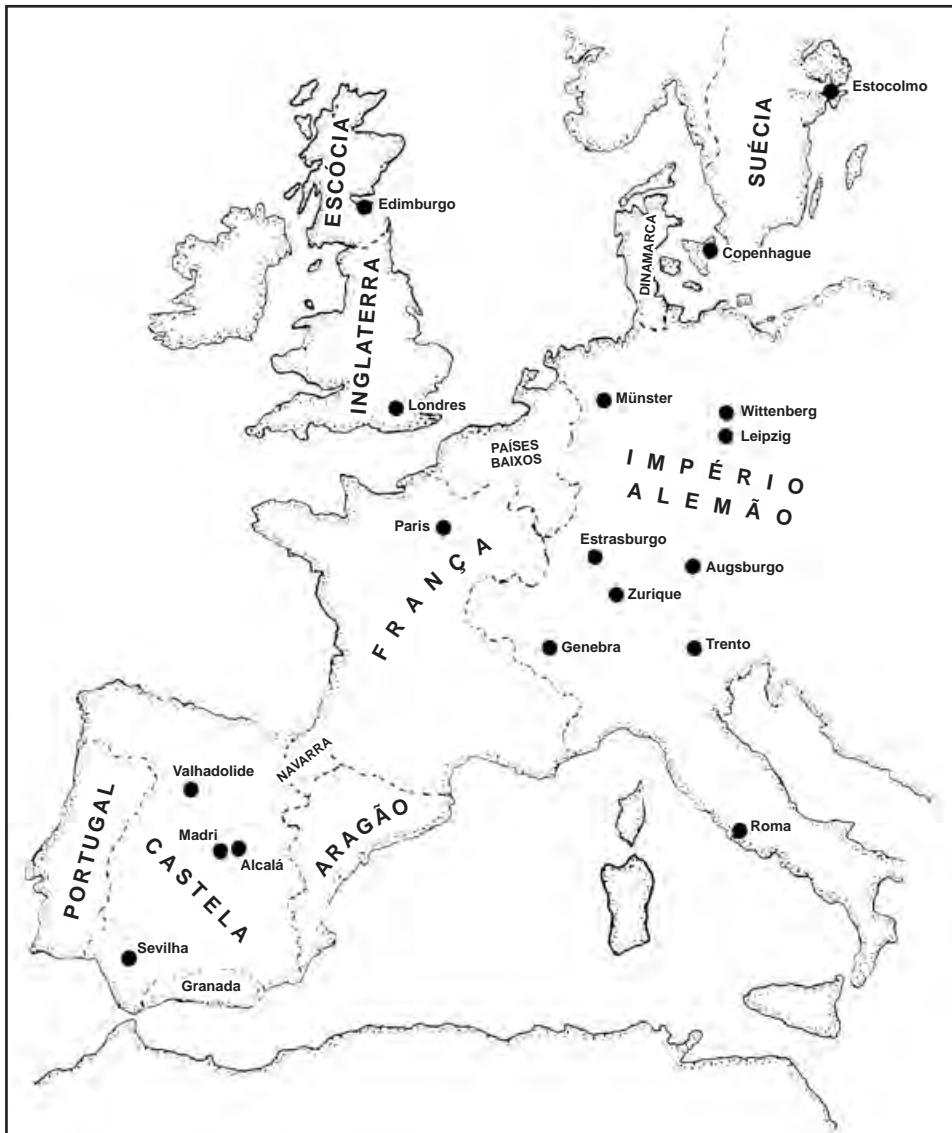 Estocolmo
SUÉCIA
ESCÓCIA
Edimburgo
DINAMARCA
Copenhague
INGLATERRA
Londres
Münster
Wittenberg
Leipzig
PAÍSES
BAIXOS
IMPÉRIO
ALEMÃO
Paris
FRANÇA
Estrasburgo
Augsburgo
Zurique
Genebra
Trento
NAVARRA
Valhadolide
PORTUGAL
Madri
Alcalá
CASTELA
ARAGÃO
Roma
Sevilha
Granada